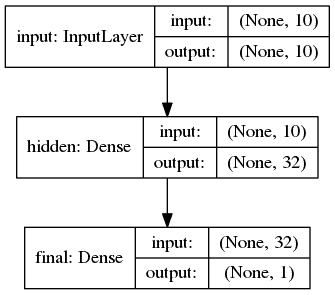 input: InputLayer
input: (None, 10)
output: (None, 10)
hidden: Dense
input: (None, 10)
output: (None, 32)
final: Dense
input: (None, 32)
output: (None, 1)